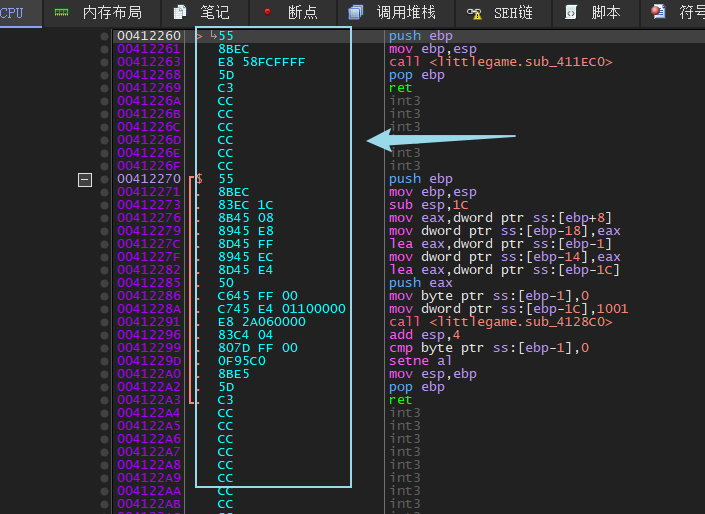 CPU 内存布局 笔记 断点 调用堆栈 SEH链 脚本 符号
00412260 > 55 push ebp
00412261 8BEC mov ebp,esp
00412263 E8 58FCFFFF call <littlegame.sub_411EC0>
00412268 5D pop ebp
00412269 C3 ret
0041226A CC int3
0041226B CC int3
0041226C CC int3
0041226D CC
0041226E CC int3
0041226F CC int3
00412270 $ 55 push ebp
00412271 . 8BEC mov ebp,esp
00412273 . 83EC 1C sub esp,1C
00412276 . 8B45 08 mov eax,dword ptr ss:[ebp+8]
00412279 . 8945 E8 mov dword ptr ss:[ebp-18],eax
0041227C . 8D45 FF lea eax,dword ptr ss:[ebp-1]
0041227F . 8945 EC mov dword ptr ss:[ebp-14],eax
00412282 . 8D45 E4 lea eax,dword ptr ss:[ebp-1C]
00412285 . 50 push eax
00412286 . C645 FF 00 mov byte ptr ss:[ebp-1],0
0041228A . C745 E4 01100000 mov dword ptr ss:[ebp-1C],1001
00412291 . E8 2A060000 call <littlegame.sub_4128C0>
00412296 . 83C4 04 add esp,4
00412299 . 807D FF 00 cmp byte ptr ss:[ebp-1],0
0041229D . 0F95C0 setne al
004122A0 . 8BE5 mov esp,ebp
004122A2 . 5D pop ebp
004122A3 . C3 ret
004122A4 CC int3
004122A5 CC int3
004122A6 CC int3
004122A7 CC int3
004122A8 CC int3
004122A9 CC int3
004122AA CC int3
004122AB CC int3